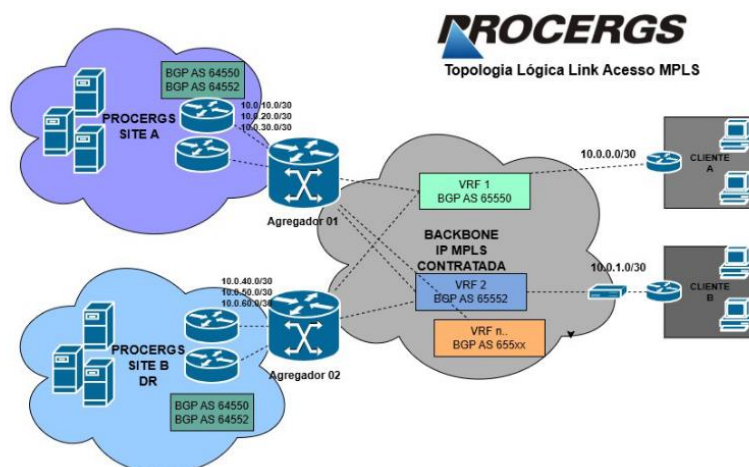 PROCERGS
Topologia Lógica Link Acesso MPLS
BGP AS 64550
BGP AS 64552
PROCERGS
SITE A
10.0.10.0/30
10.0.20.0/30
10.0.30.0/30
Agregador 01
VRF 1
BGP AS 65550
10.0.0.0/30
CLIENTE
A
BACKBONE
IP MPLS
CONTRATADA
VRF 2
BGP AS 65552
10.0.1.0/30
CLIENTE
B
VRF n..
BGP AS 655xx
10.0.40.0/30
10.0.50.0/30
10.0.60.0/30
PROCERGS
SITE B
DR
Agregador 02
BGP AS 64550
BGP AS 64552